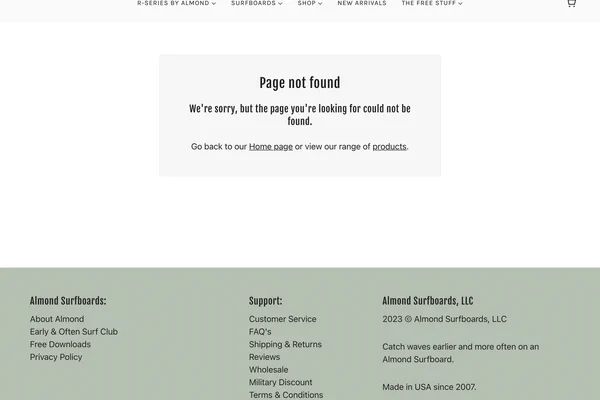 R-SERIES BY ALMOND SURFBOARDS SHOP NEW ARRIVALS THE FREE STUFF
Page not found
We're sorry, but the page you're looking for could not be
found.
Go back to our Home page or view our range of products.
Almond Surfboards:
About Almond
Early & Often Surf Club
Free Downloads
Privacy Policy
Support:
Customer Service
FAQ's
Shipping & Returns
Reviews
Wholesale
Military Discount
Terms & Conditions
Almond Surfboards, LLC
2023 © Almond Surfboards, LLC
Catch waves earlier and more often on an
Almond Surfboard.
Made in USA since 2007.